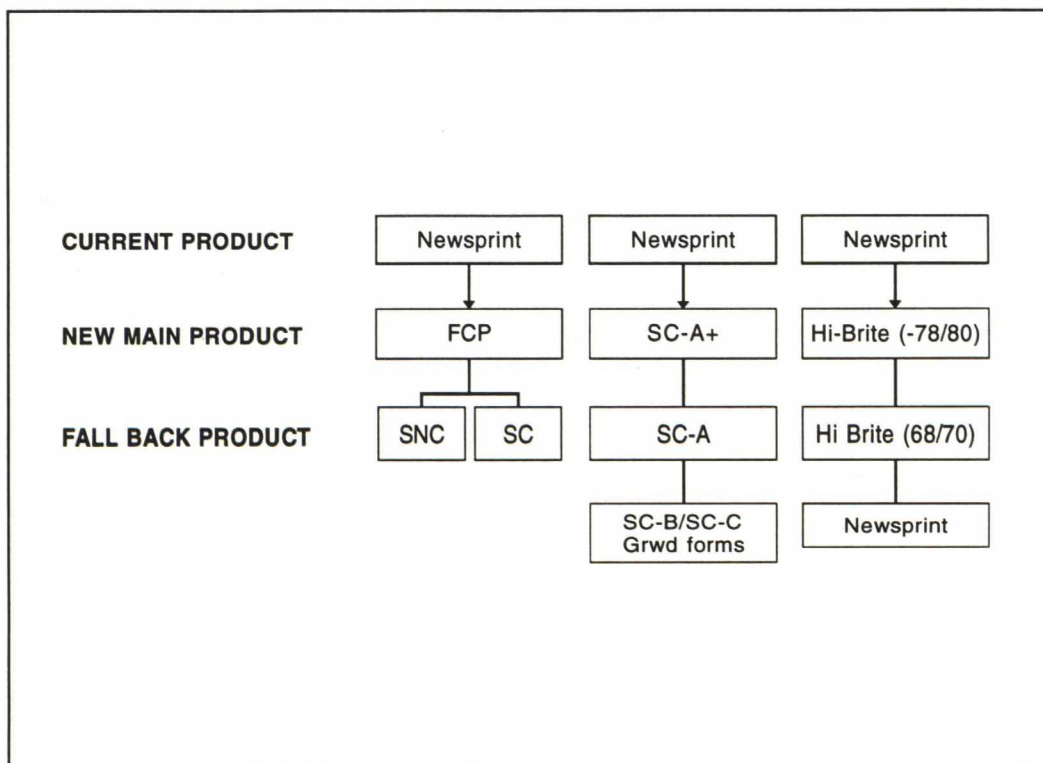 CURRENT PRODUCT
Newsprint
Newsprint
Newsprint
NEW MAIN PRODUCT
FCP
SC-A+
Hi-Brite (-78/80)
FALL BACK PRODUCT
SNC
SC
SC-A
Hi Brite (68/70)
SC-B/SC-C
Grwd forms
Newsprint